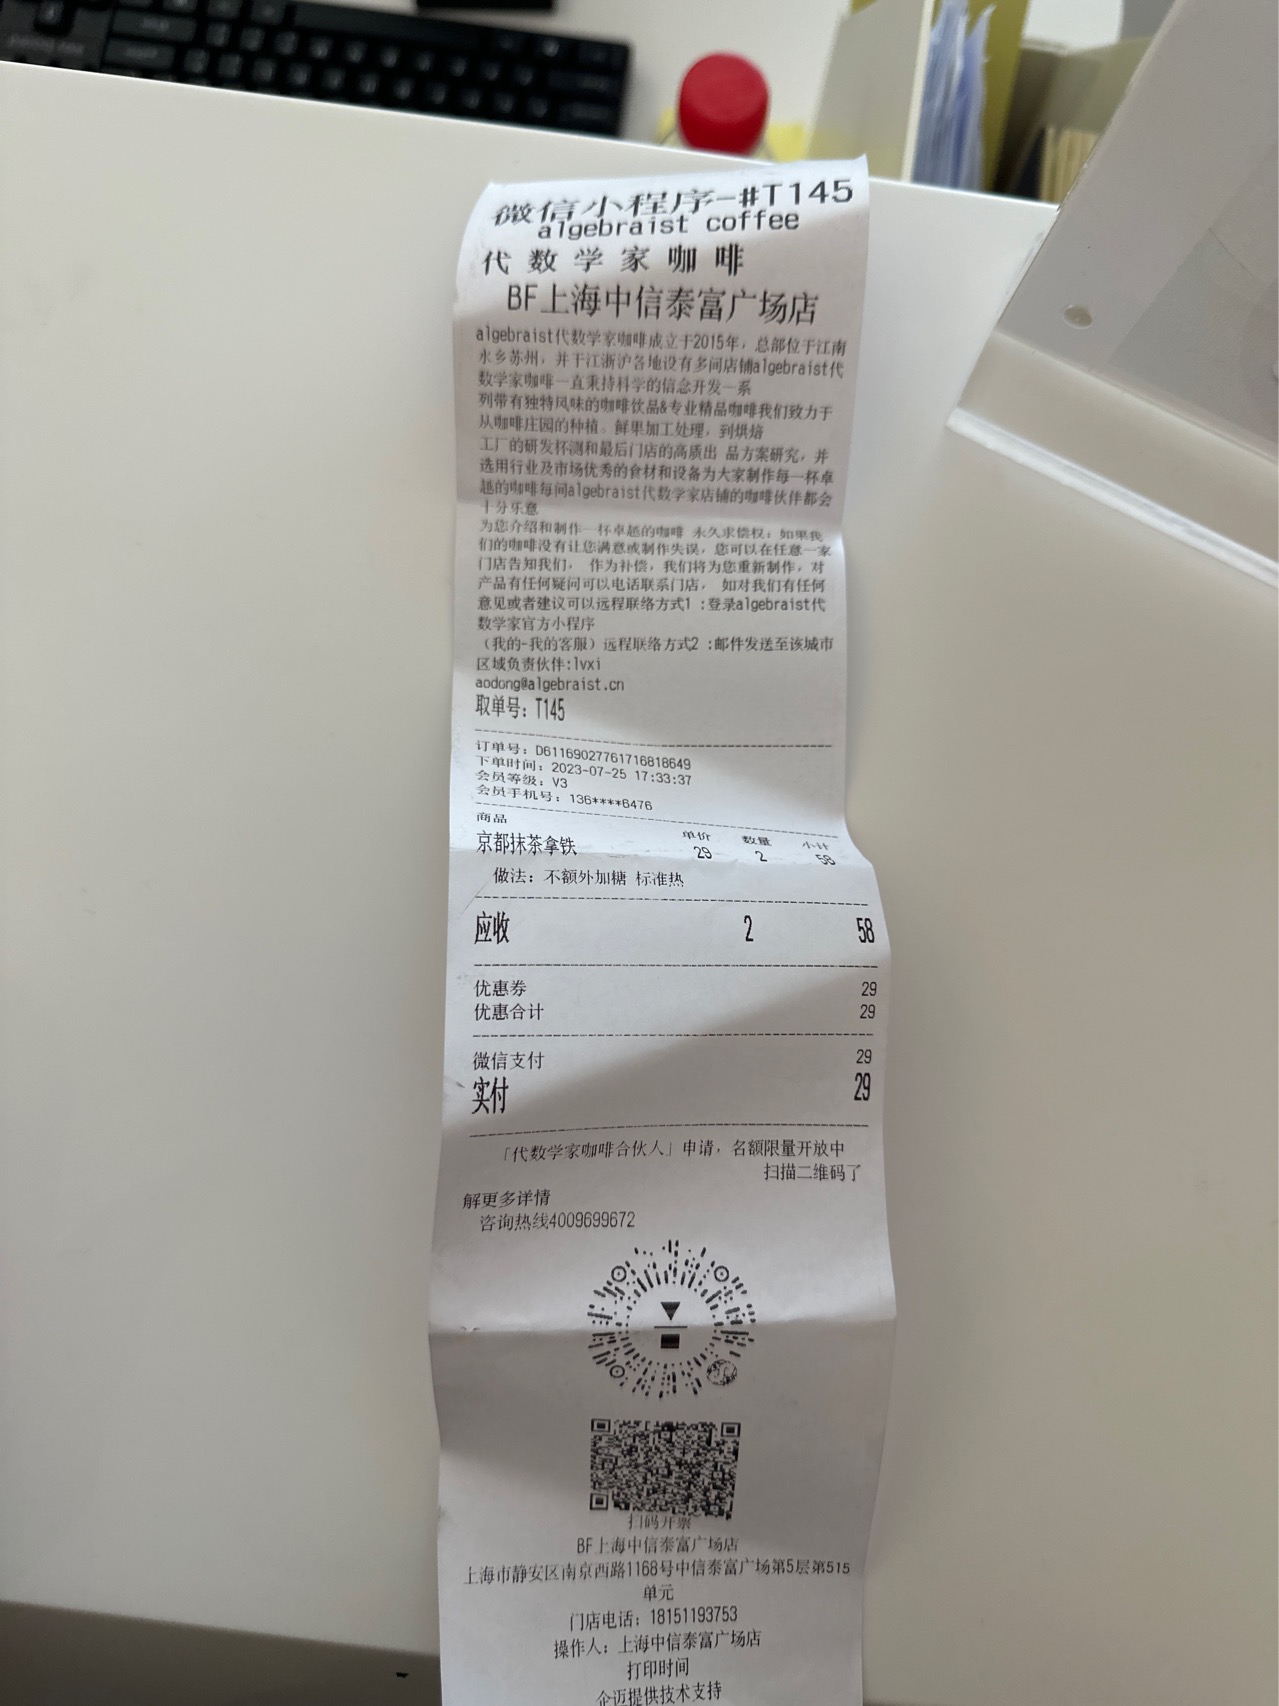 微信小程序-#T145
algebraist coffee
代数学家咖啡
BF上海中信泰富广场店
algebraist代数学家咖啡成立于2015年，总部位于江南
水乡苏州，并于江浙沪各地设有多间店铺algebraist代
数学家咖啡一直秉持科学的信念开发一系
列带有独特风味的咖啡饮品&专业精品咖啡我们致力于
从咖啡庄园的种植。鲜果加工处理，到烘焙
工厂的研发杯测和最后门店的高质出 品方案研究，并
选用行业及市场优秀的食材和设备为大家制作每一杯卓
越的咖啡每间algebraist代数学家店铺的咖啡伙伴都会
十分乐意
为您介绍和制作一杯卓越的咖啡 永久求偿权：如果我
们的咖啡没有让您满意或制作失误，您可以在任意一家
门店告知我们， 作为补偿，我们将为您重新制作，对
产品有任何疑问可以电话联系门店， 如对我们有任何
意见或者建议可以远程联络方式1 :登录algebraist代
数学家官方小程序
（我的-我的客服）远程联络方式2 :邮件发送至该城市
区域负责伙伴:lvxi
aodong@algebraist.cn
取单号：T145
订单号：D61169027761716818649
下单时间：2023-07-25 17:33:37
会员等级：V3
会员手机号：136****6476
商品 单价 数量 小计
京都抹茶拿铁 29 2 58
做法：不额外加糖 标准热
应收 2 58
优惠券 29
优惠合计 29
微信支付 29
实付 29
「代数学家咖啡合伙人」申请，名额限量开放中
扫描二维码了
解更多详情
咨询热线4009699672
扫码开票
BF上海中信泰富广场店
上海市静安区南京西路1168号中信泰富广场第5层第515
单元
门店电话：18151193753
操作人：上海中信泰富广场店
打印时间
企迈提供技术支持